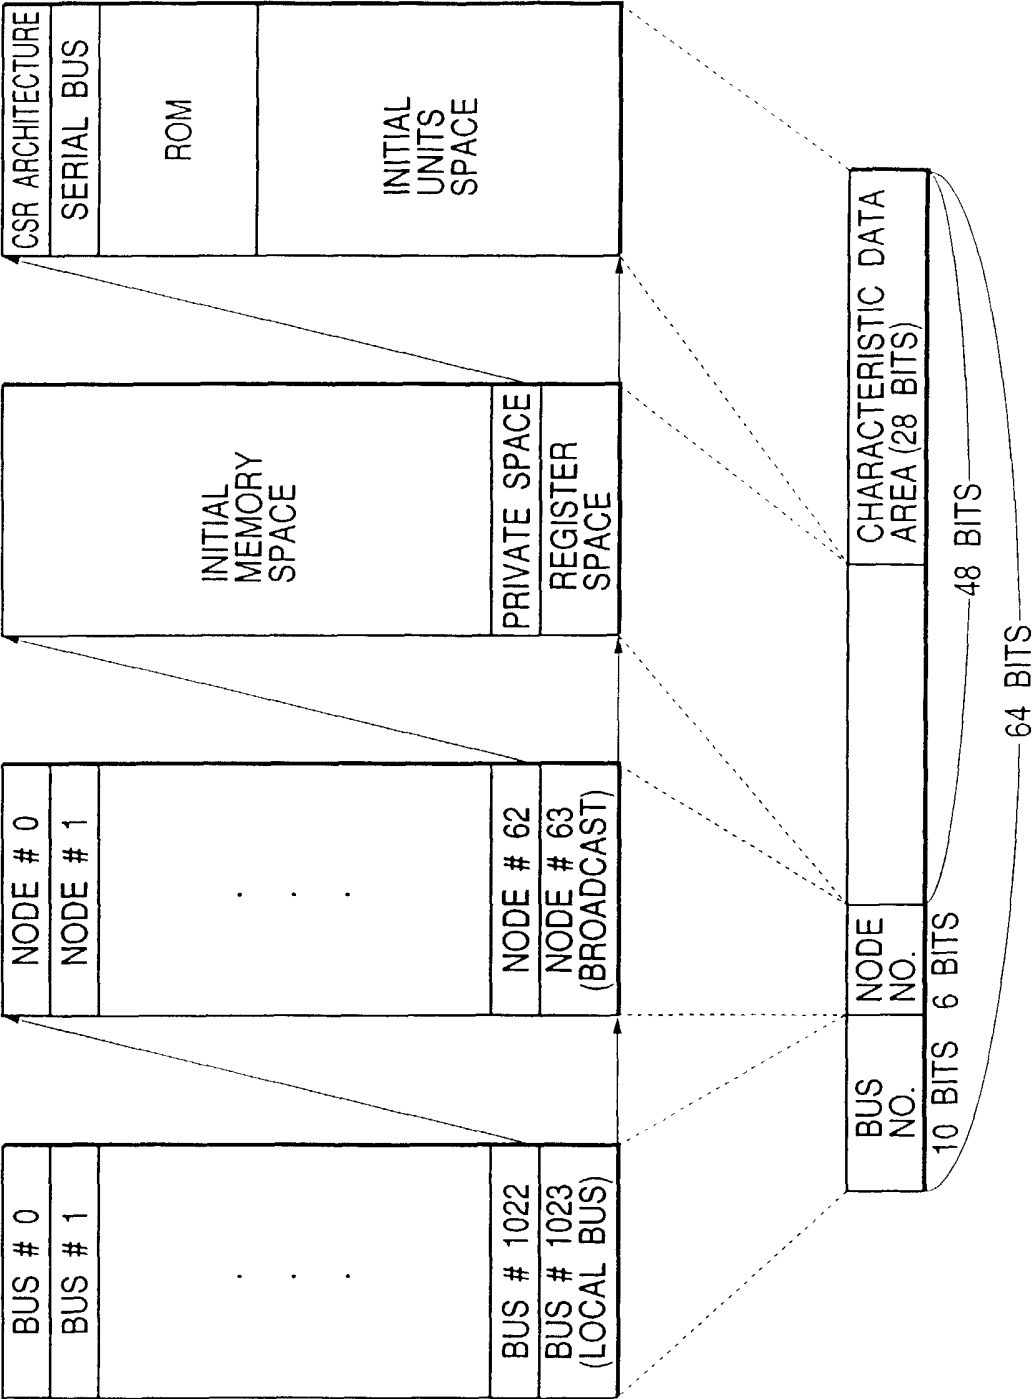 BUS # 0
BUS # 1
. . .
BUS # 1022
BUS # 1023
(LOCAL BUS)
NODE # 0
NODE # 1
. . .
NODE # 62
NODE # 63
(BROADCAST)
INITIAL
MEMORY
SPACE
PRIVATE SPACE
REGISTER
SPACE
CSR ARCHITECTURE
SERIAL BUS
ROM
INITIAL
UNITS
SPACE
BUS
NO.
NODE
NO.
CHARACTERISTIC DATA
AREA (28 BITS)
10 BITS
6 BITS
48 BITS
64 BITS